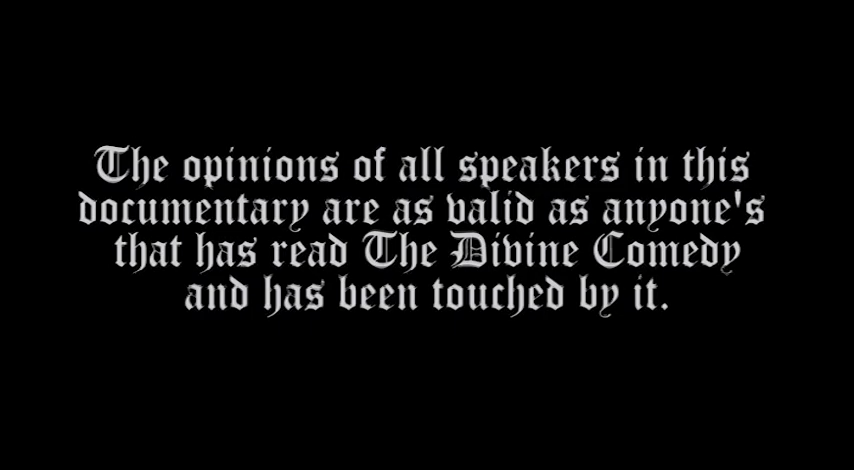 The opinions of all speakers in this
documentary are as valid as anyone's
that has read The Divine Comedy
and has been touched by it.